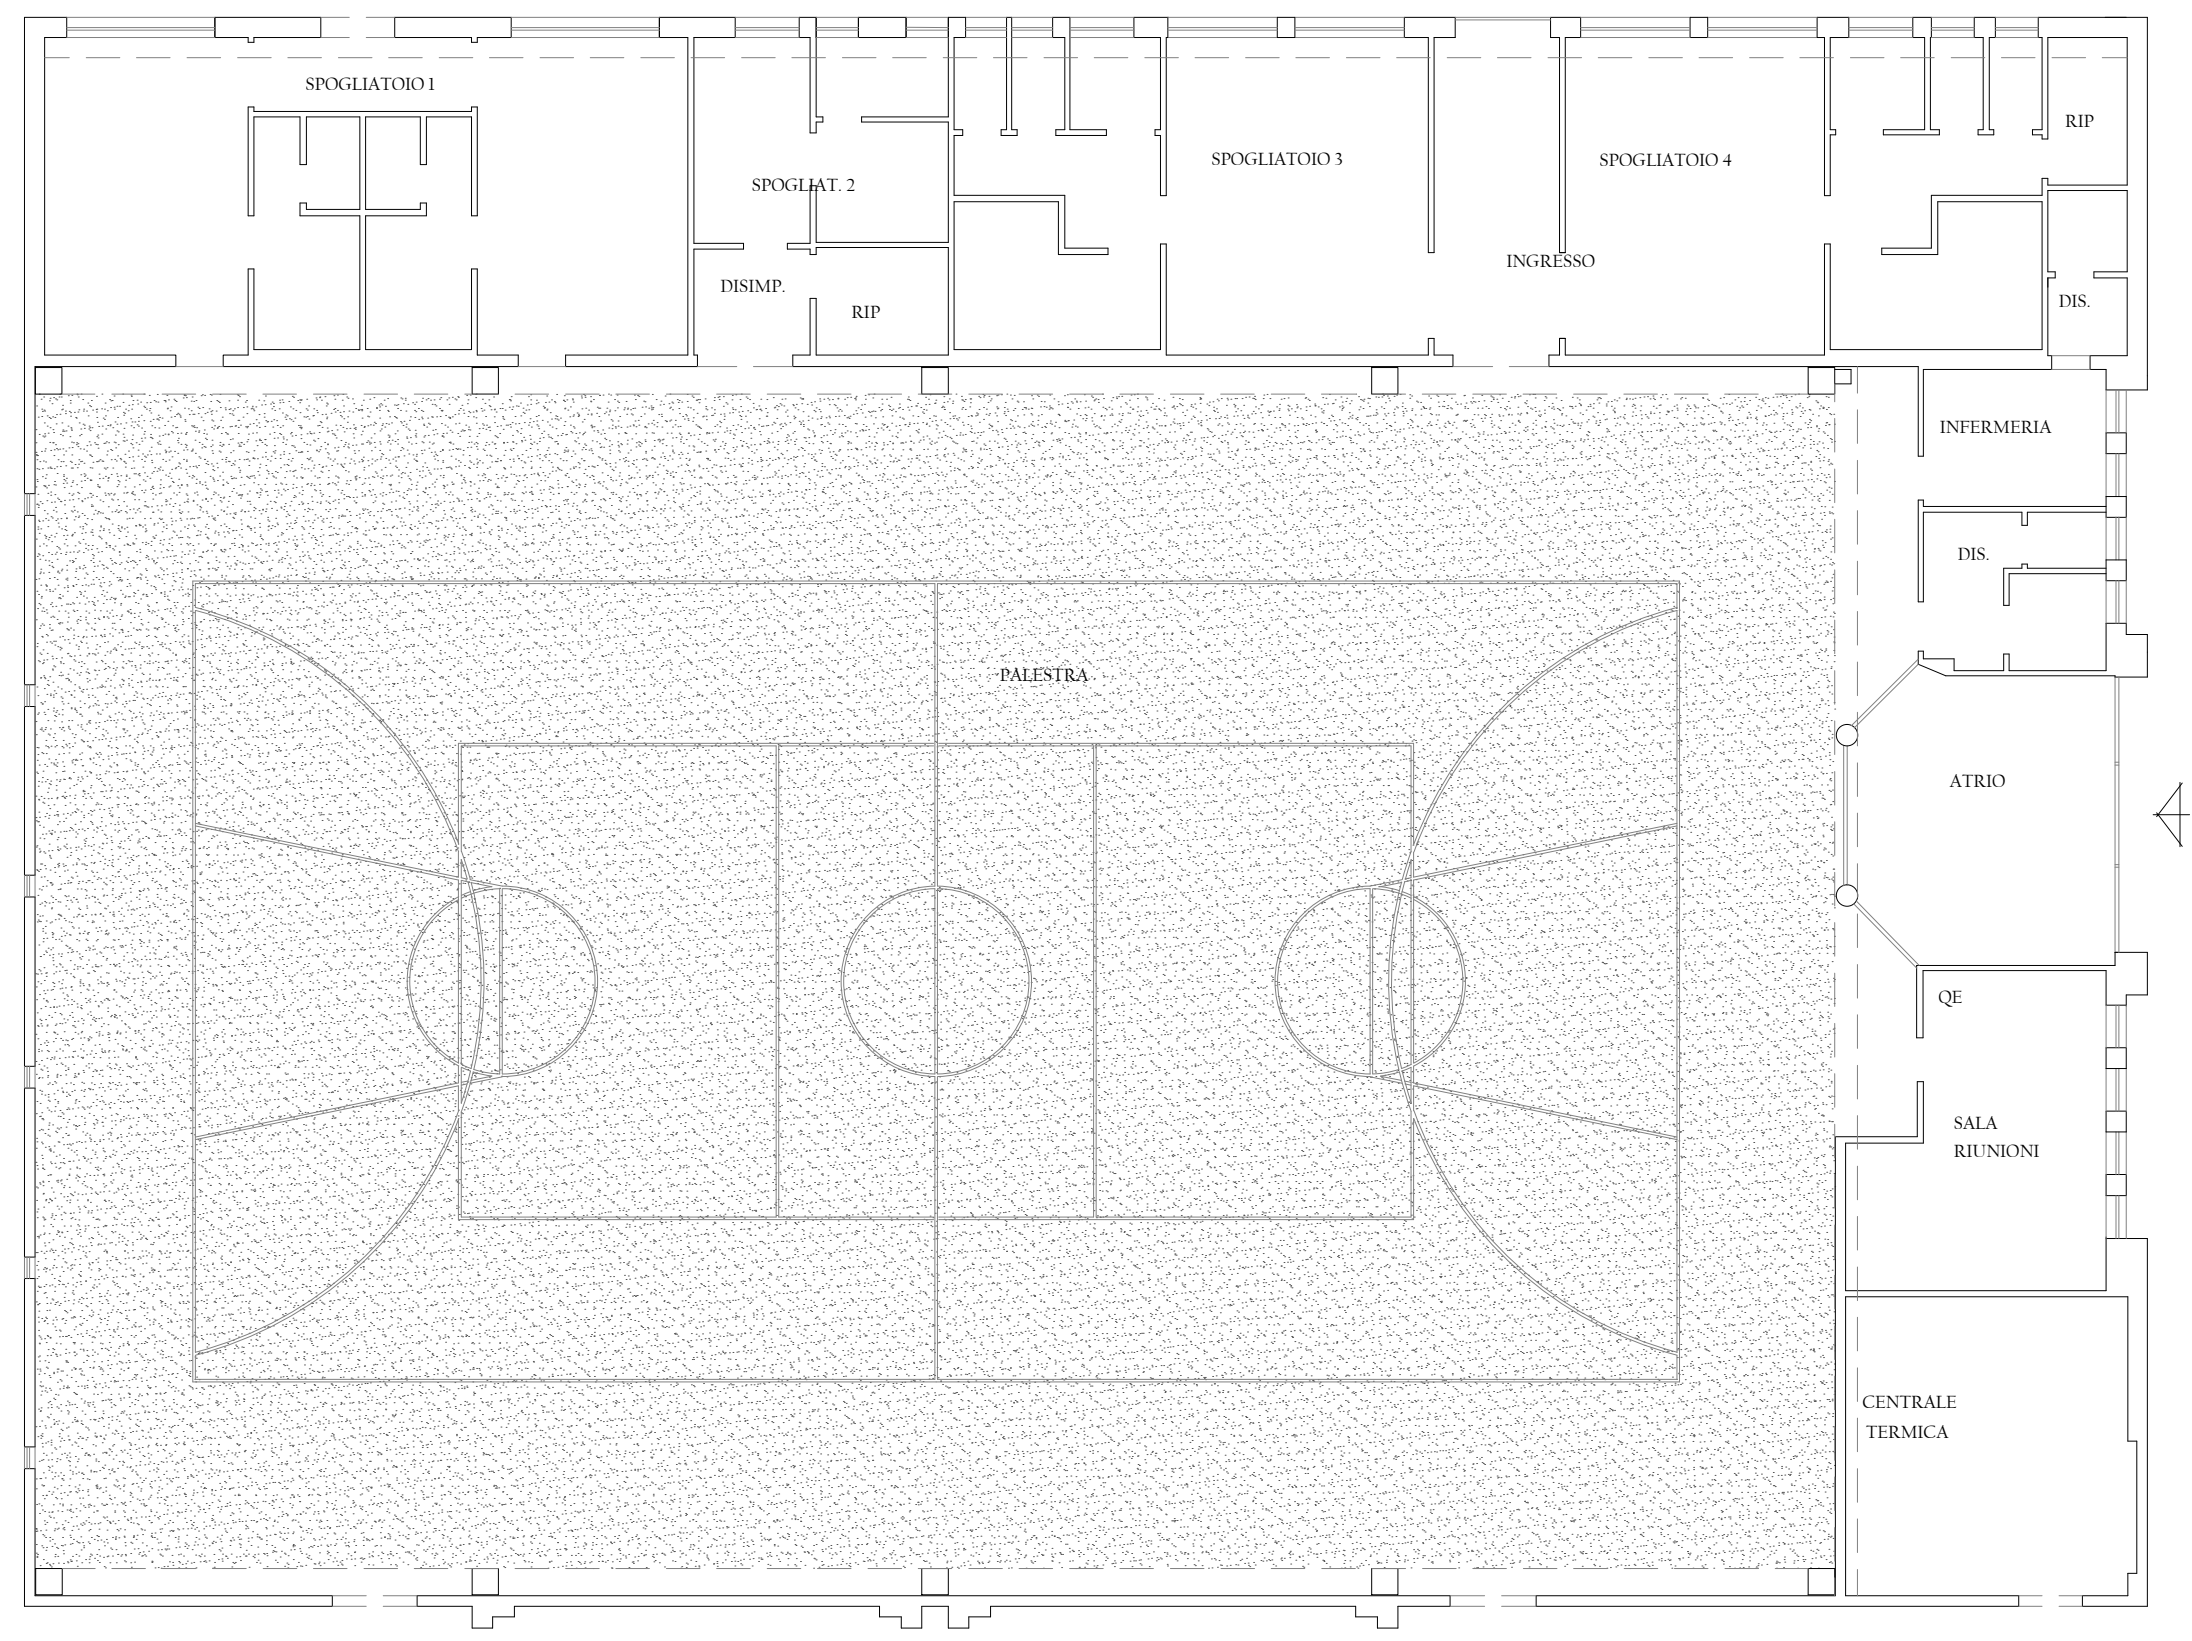 SPOGLIATOIO 1
RIP
SPOGLIATOIO 3
SPOGLIATOIO 4
SPOGLIAT. 2
INGRESSO
DISIMP.
DIS.
RIP
INFERMERIA
DIS.
PALESTRA
ATRIO
QE
SALA
RIUNIONI
CENTRALE
TERMICA